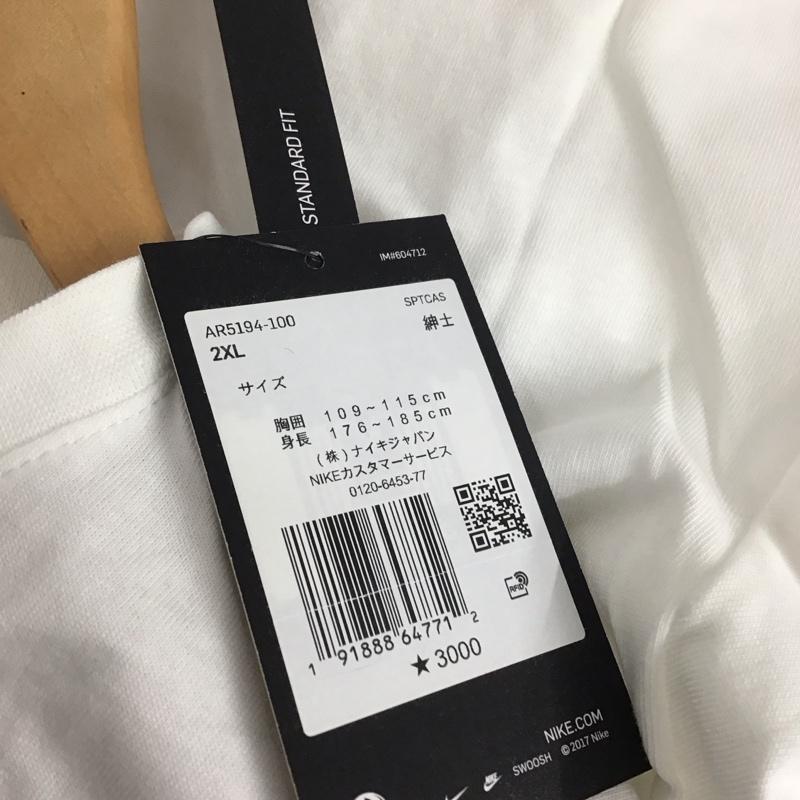 STANDARD FIT
IM#604712
SPTCAS
AR5194-100
紳士
2XL
サイズ
胸囲 109~115cm
身長 176~185cm
(株)ナイキジャパン
NIKEカスタマーサービス
0120-6453-77
RFID
1 91888 64771 2
★3000
NIKE.COM
SWOOSH ©2017 Nike